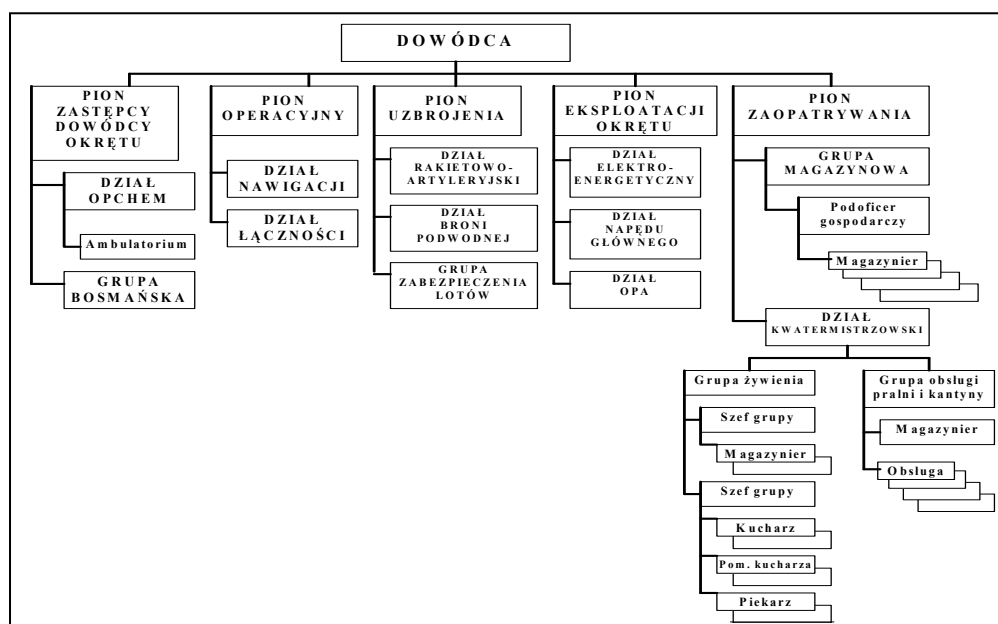 DOWÓDCA
PION
ZASTĘPCY
DOWÓDCY
OKRĘTU
DZIAŁ
OPCHEM
Ambulatorium
GRUPA
BOSMAŃSKA
PION
OPERACYJNY
DZIAŁ
NAWIGACJI
DZIAŁ
ŁĄCZNOŚCI
PION
UZBROJENIA
DZIAŁ
RAKIETOWO-
ARTYLERYJSKI
DZIAŁ
BRONI
PODWODNEJ
GRUPA
ZABEZPIECZENIA
LOTÓW
PION
EKSPLOATACJI
OKRĘTU
DZIAŁ
ELEKTRO-
ENERGETYCZNY
DZIAŁ
NAPĘDU
GŁÓWNEGO
DZIAŁ
OPA
PION
ZAOPATRYWANIA
GRUPA
MAGAZYNOWA
Podoficer
gospodarczy
Magazynier
DZIAŁ
KWATERMISTRZOWSKI
Grupa żywienia
Szef grupy
Magazynier
Szef grupy
Kucharz
Pom. kucharza
Piekarz
Grupa obsługi
pralni i kantyny
Magazynier
Obsługa